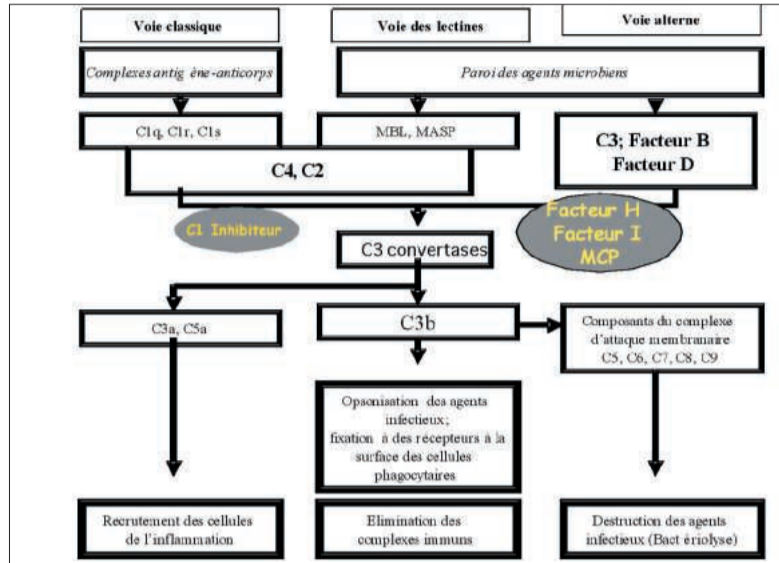 Voie classique
Voie des lectines
Voie alterne
Complexes antig ène-anticorps
Paroi des agents microbiens
C1q, C1r, C1s
MBL, MASP
C3; Facteur B
Facteur D
C4, C2
C1 Inhibiteur
Facteur H
Facteur I
MCP
C3 convertases
C3a, C5a
C3b
Composants du complexe
d'attaque membranaire
C5, C6, C7, C8, C9
Opsonisation des agents
infectieux;
fixation à des récepteurs à la
surface des cellules
phagocytaires
Recrutement des cellules
de l'inflammation
Elimination des
complexes immuns
Destruction des agents
infectieux (Bact ériolyse)